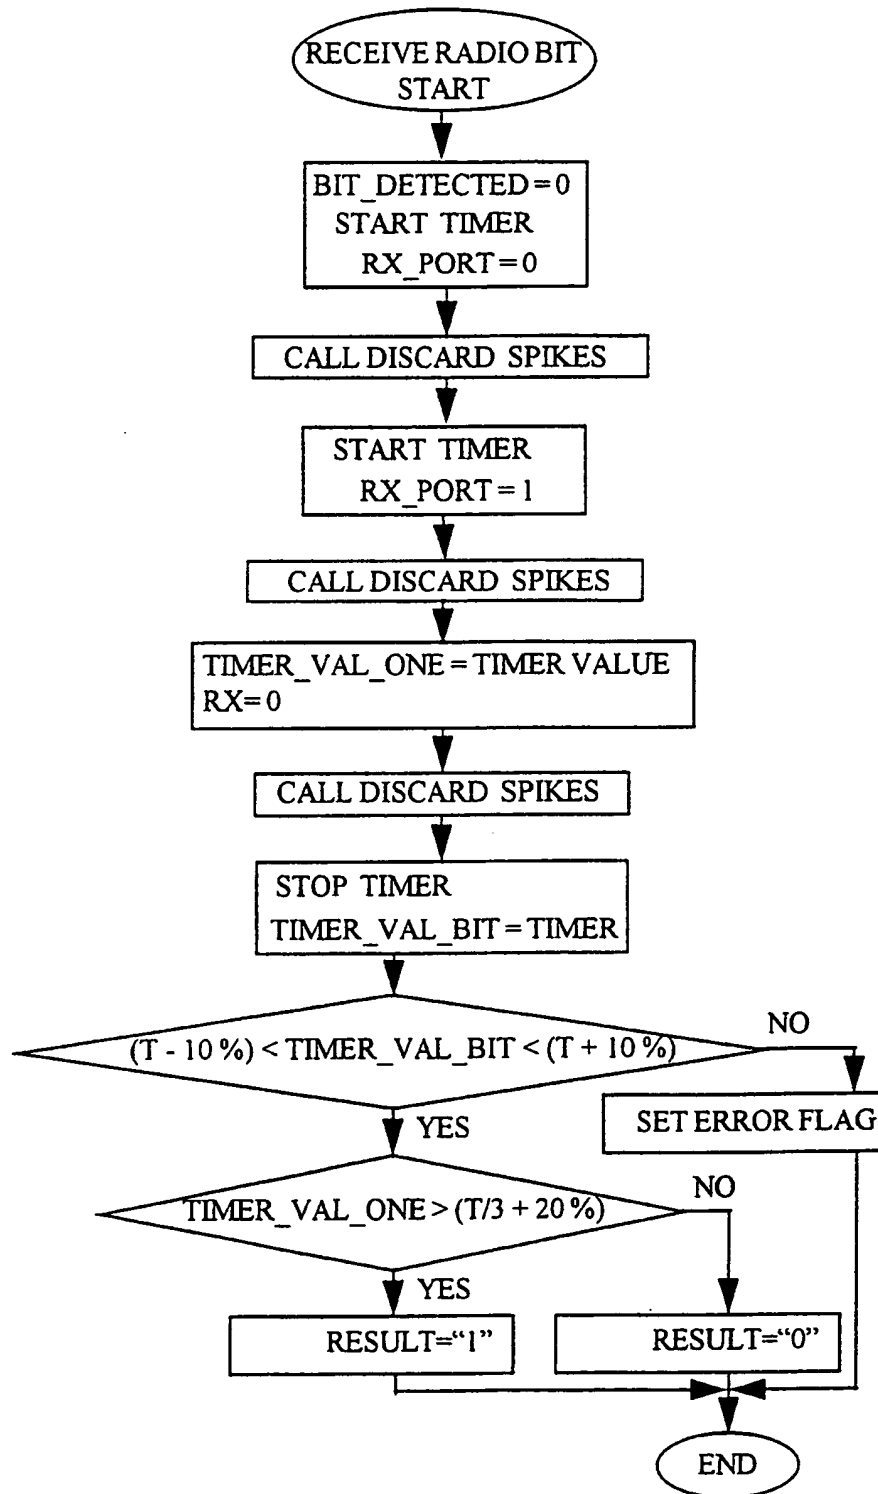 RECEIVE RADIO BIT
START
BIT_DETECTED = 0
START TIMER
RX_PORT = 0
CALL DISCARD SPIKES
START TIMER
RX_PORT = 1
CALL DISCARD SPIKES
TIMER_VAL_ONE = TIMER VALUE
RX= 0
CALL DISCARD SPIKES
STOP TIMER
TIMER_VAL_BIT = TIMER
(T - 10 %) < TIMER_VAL_BIT < (T + 10 %)
NO
YES
SET ERROR FLAG
TIMER_VAL_ONE > (T/3 + 20 %)
NO
YES
RESULT=“1”
RESULT=“0”
END